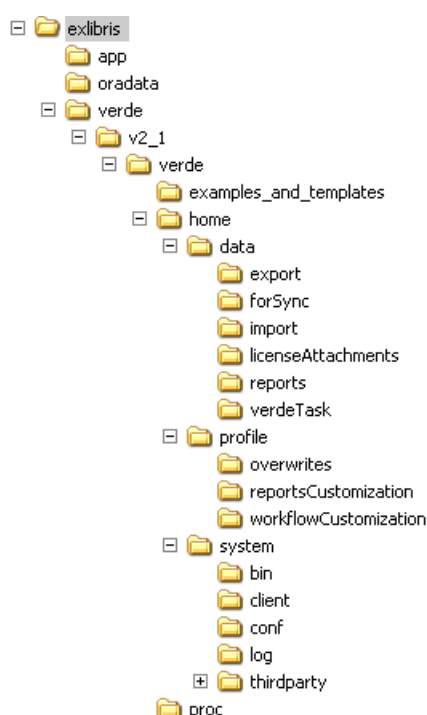 exlibris
app
oradata
verde
v2_1
verde
examples_and_templates
home
data
export
forSync
import
licenseAttachments
reports
verdeTask
profile
overwrites
reportsCustomization
workflowCustomization
system
bin
client
conf
log
thirdparty
proc